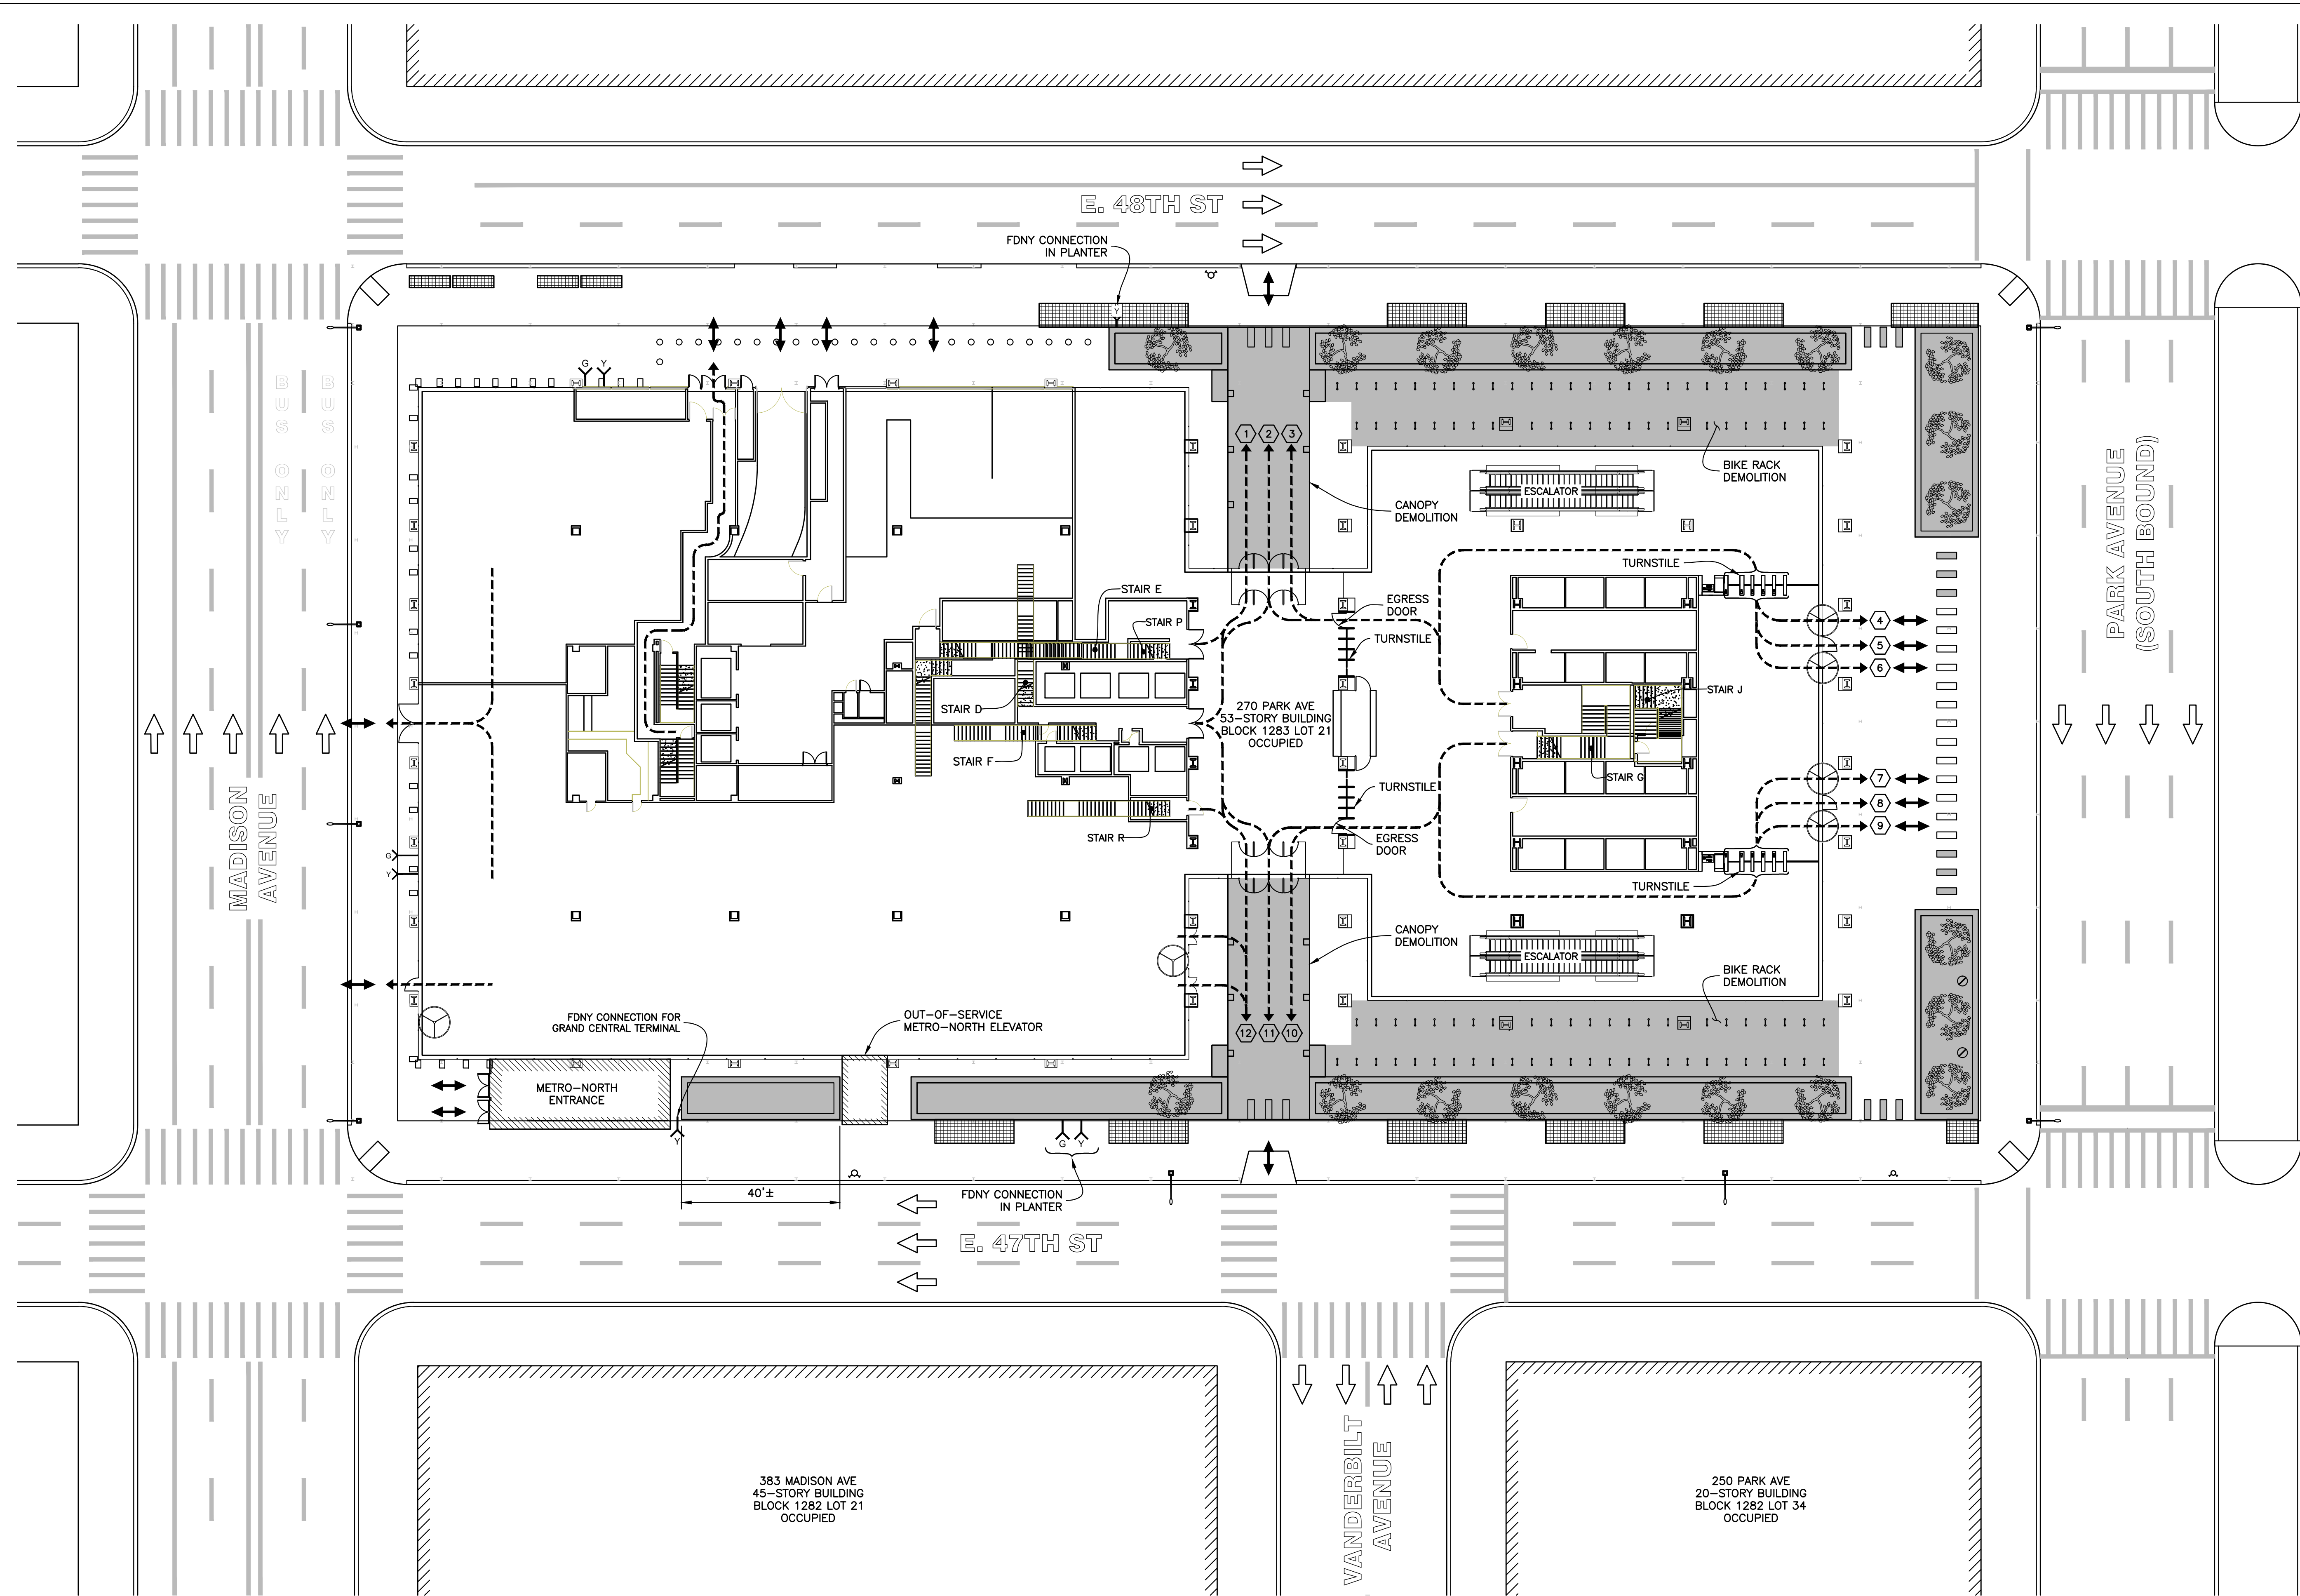 E. 48TH ST
FDNY CONNECTION
IN PLANTER
Y
G Y
BUS ONLY
BUS ONLY
1 2 3
BIKE RACK
DEMOLITION
ESCALATOR
CANOPY
DEMOLITION
PARK AVENUE
(SOUTH BOUND)
TURNSTILE
STAIR E
EGRESS
DOOR
STAIR P
TURNSTILE
4
5
6
STAIR D
STAIR J
270 PARK AVE
53-STORY BUILDING
BLOCK 1283 LOT 21
OCCUPIED
STAIR F
STAIR G
7
8
9
TURNSTILE
MADISON
AVENUE
STAIR R
EGRESS
DOOR
G
Y
TURNSTILE
CANOPY
DEMOLITION
ESCALATOR
BIKE RACK
DEMOLITION
FDNY CONNECTION FOR
GRAND CENTRAL TERMINAL
OUT-OF-SERVICE
METRO-NORTH ELEVATOR
12 11 10
METRO-NORTH
ENTRANCE
Y
G Y
40'±
FDNY CONNECTION
IN PLANTER
E. 47TH ST
VANDERBILT
AVENUE
383 MADISON AVE
45-STORY BUILDING
BLOCK 1282 LOT 21
OCCUPIED
250 PARK AVE
20-STORY BUILDING
BLOCK 1282 LOT 34
OCCUPIED